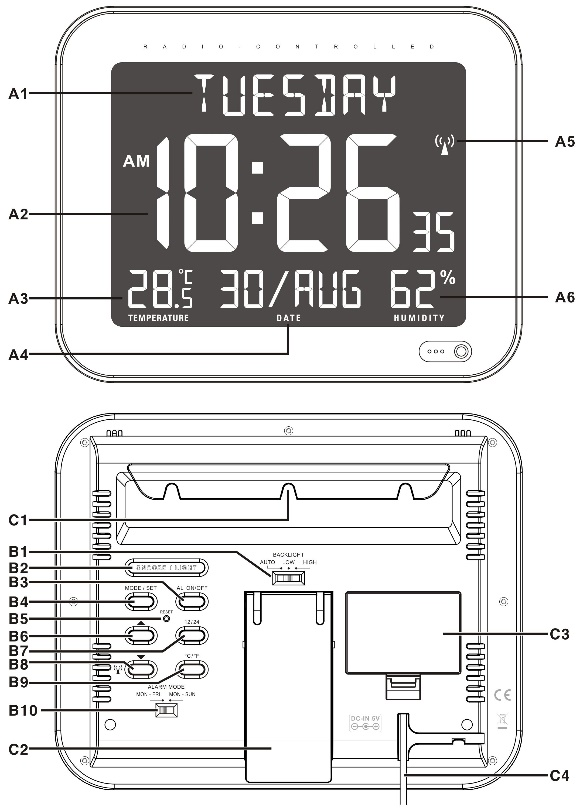 RADIO-CONTROLLED
A1
TUESDAY
AM
10:26
35
A5
A2
28.5°C
30/AUG
62%
A3
A6
TEMPERATURE
DATE
HUMIDITY
A4
C1
BACKLIGHT
B1
AUTO LOW HIGH
B2
SNOOZE / LIGHT
B3
MODE / SET
AL ON/OFF
B4
B5
RESET
B6
12/24
B7
C3
B8
°C/°F
B9
ALARM MODE
MON - FRI MON - SUN
B10
CE
DC-IN 6V
C2
C4